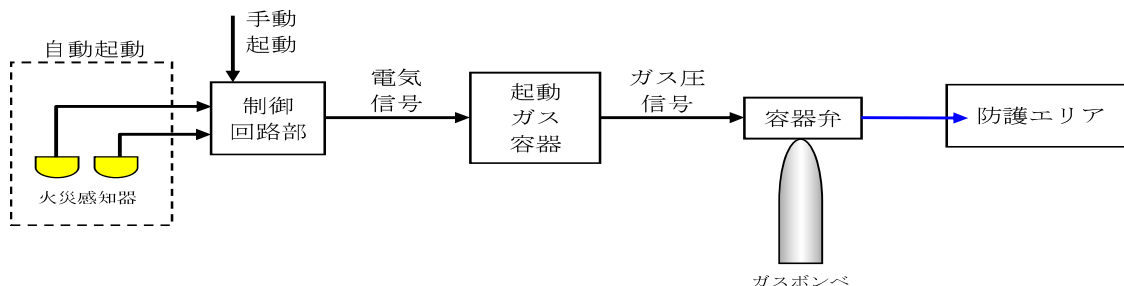 手動
起動
自動起動
火災感知器
制御
回路部
電気
信号
起動
ガス
容器
ガス圧
信号
容器弁
ガスボンベ
防護エリア